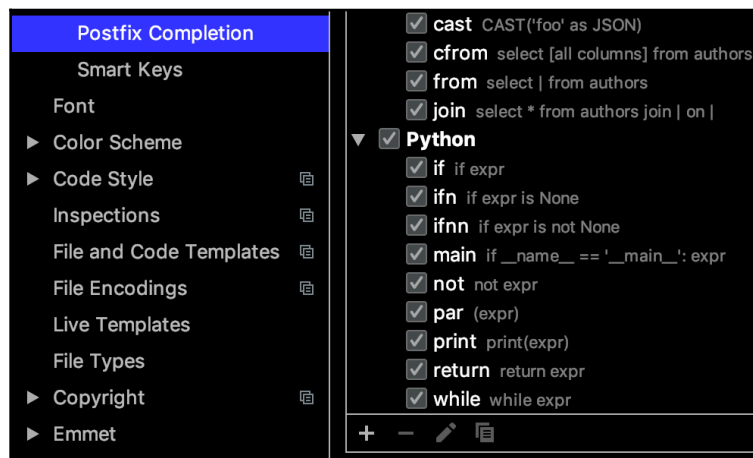 Postfix Completion
Smart Keys
Font
Color Scheme
Code Style
Inspections
File and Code Templates
File Encodings
Live Templates
File Types
Copyright
Emmet
cast CAST('foo' as JSON)
cfrom select [all columns] from authors
from select | from authors
join select * from authors join | on |
Python
if if expr
ifn if expr is None
ifnn if expr is not None
main if __name__ == '__main__': expr
not not expr
par (expr)
print print(expr)
return return expr
while while expr